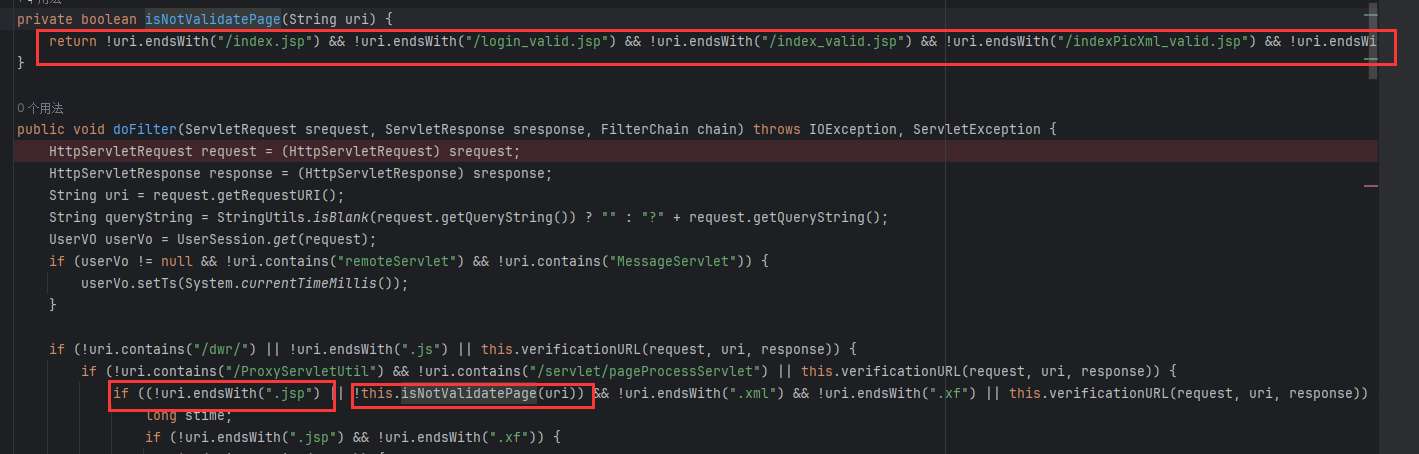 private boolean isNotValidatePage(String uri) {
return !uri.endsWith("/index.jsp") && !uri.endsWith("/login_valid.jsp") && !uri.endsWith("/index_valid.jsp") && !uri.endsWith("/indexPicXml_valid.jsp") && !uri.endsWi
}
0 个用法
public void doFilter(ServletRequest srequest, ServletResponse sresponse, FilterChain chain) throws IOException, ServletException {
HttpServletRequest request = (HttpServletRequest) srequest;
HttpServletResponse response = (HttpServletResponse) sresponse;
String uri = request.getRequestURI();
String queryString = StringUtils.isBlank(request.getQueryString()) ? "" : "?" + request.getQueryString();
UserVO userVo = UserSession.get(request);
if (userVo != null && !uri.contains("remoteServlet") && !uri.contains("MessageServlet")) {
userVo.setTs(System.currentTimeMillis());
}
if (!uri.contains("/dwr/") || !uri.endsWith(".js") || this.verificationURL(request, uri, response)) {
if (!uri.contains("/ProxyServletUtil") && !uri.contains("/servlet/pageProcessServlet") || this.verificationURL(request, uri, response)) {
if ((!uri.endsWith(".jsp") || !this.isNotValidatePage(uri)) && !uri.endsWith(".xml") && !uri.endsWith(".xf") || this.verificationURL(request, uri, response))
long stime;
if (!uri.endsWith(".jsp") && !uri.endsWith(".xf")) {